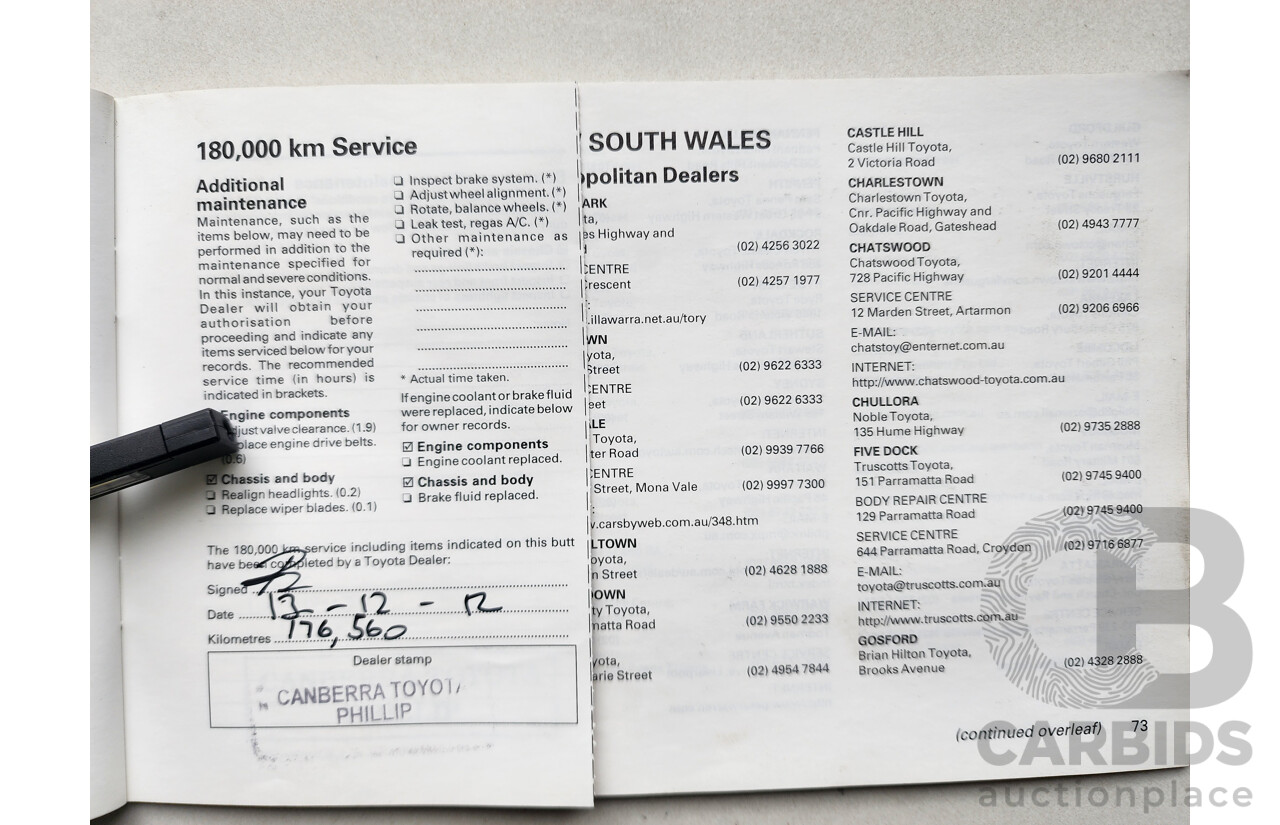 180,000 km Service
Additional
maintenance
Maintenance, such as the
items below, may need to be
performed in addition to the
maintenance specified for
normal and severe conditions.
In this instance, your Toyota
Dealer will obtain your
authorisation before
proceeding and indicate any
items serviced below for your
records. The recommended
service time (in hours) is
indicated in brackets.
Engine components
djust valve clearance. (1.9)
place engine drive belts.
(0.6)
Chassis and body
Realign headlights. (0.2)
Replace wiper blades. (0.1)
Inspect brake system. (*)
Adjust wheel alignment. (*)
Rotate, balance wheels. (*)
Leak test, regas A/C. (*)
Other maintenance as
required (*):
* Actual time taken.
If engine coolant or brake fluid
were replaced, indicate below
for owner records.
Engine components
Engine coolant replaced.
Chassis and body
Brake fluid replaced.
The 180,000 km service including items indicated on this butt
have been completed by a Toyota Dealer:
Signed
Date 13 - 12 - 12
Kilometres 176,560
Dealer stamp
CANBERRA TOYOTA
PHILLIP
SOUTH WALES
opolitan Dealers
ARK
ta,
es Highway and
(02) 4256 3022
CENTRE
rescent (02) 4257 1977
:
.illawarra.net.au/tory
WN
yota,
Street (02) 9622 6333
CENTRE
eet (02) 9622 6333
LE
Toyota,
ter Road (02) 9939 7766
CENTRE
Street, Mona Vale (02) 9997 7300
:
v.carsbyweb.com.au/348.htm
LTOWN
oyota,
n Street (02) 4628 1888
DOWN
ty Toyota,
matta Road (02) 9550 2233
yota,
arie Street (02) 4954 7844
CASTLE HILL
Castle Hill Toyota,
2 Victoria Road (02) 9680 2111
CHARLESTOWN
Charlestown Toyota,
Cnr. Pacific Highway and
Oakdale Road, Gateshead (02) 4943 7777
CHATSWOOD
Chatswood Toyota,
728 Pacific Highway (02) 9201 4444
SERVICE CENTRE
12 Marden Street, Artarmon (02) 9206 6966
E-MAIL:
chatstoy@enternet.com.au
INTERNET:
http://www.chatswood-toyota.com.au
CHULLORA
Noble Toyota,
135 Hume Highway (02) 9735 2888
FIVE DOCK
Truscotts Toyota,
151 Parramatta Road (02) 9745 9400
BODY REPAIR CENTRE
129 Parramatta Road (02) 9745 9400
SERVICE CENTRE
644 Parramatta Road, Croydon (02) 9716 6877
E-MAIL:
toyota@truscotts.com.au
INTERNET:
http://www.truscotts.com.au
GOSFORD
Brian Hilton Toyota,
Brooks Avenue (02) 4328 2888
(continued overleaf) 73
CARBIDS
auctionplace